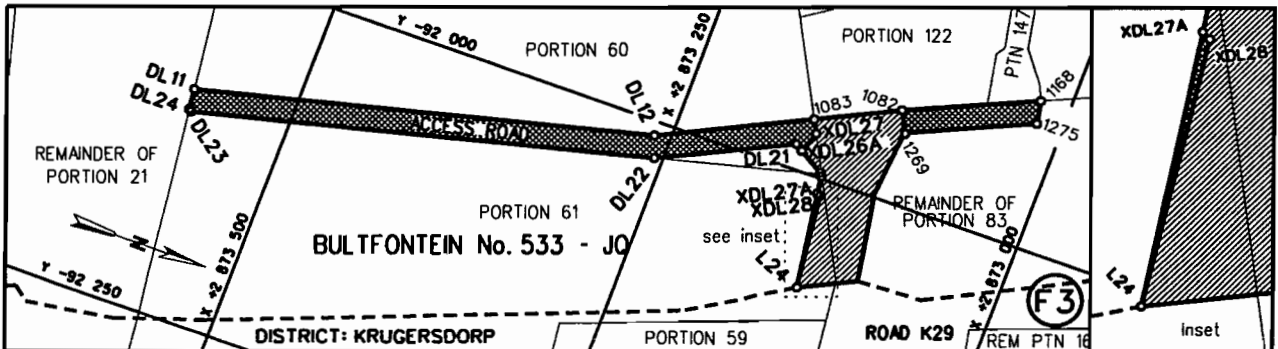 Y -92 000
X +2 873 250
PORTION 60
PORTION 122
PTN 147
XDL27A
XDL28
DL11
DL24
DL23
DL12
1083
1082
1168
ACCESS ROAD
XDL27
XDL26A
1275
DL21
1269
DL22
REMAINDER OF
PORTION 21
XDL27A
XDL28
REMAINDER OF
PORTION 83
N
PORTION 61
see inset
BULTFONTEIN No. 533 - JQ
X +2 873 500
Y -92 250
L24
X +2 873 000
F3
L24
DISTRICT: KRUGERSDORP
PORTION 59
ROAD K29
REM PTN 16
Inset